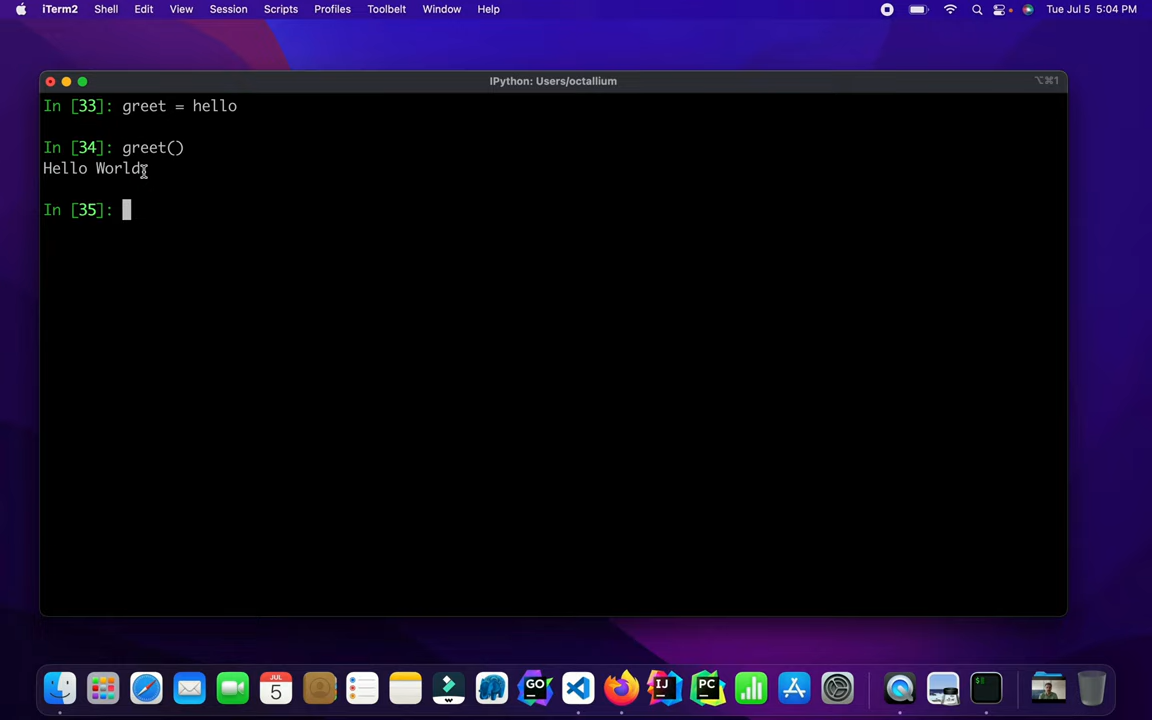 iTerm2 Shell Edit View Session Scripts Profiles Toolbelt Window Help Tue Jul 5 5:04 PM
IPython: Users/octallium ⌥⌘1
In [33]: greet = hello
In [34]: greet()
Hello World
In [35]:
JUL
5
GO
IJ
PC
$